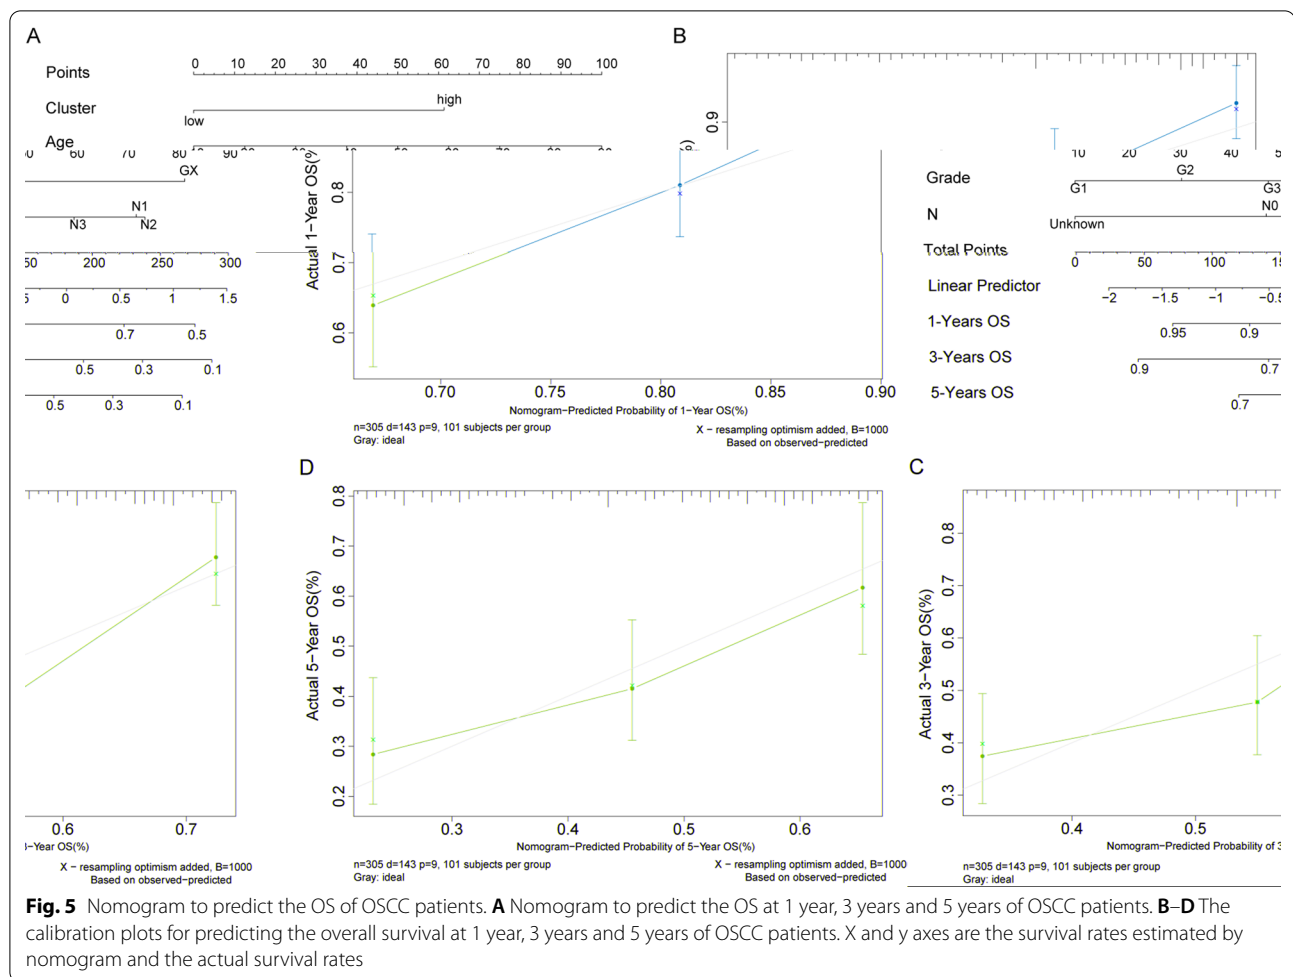 A
Points
0 10 20 30 40 50 60 70 80 90 100
Cluster
low
high
Age
GX
N3
N1
N2
200 250 300
0 0.5 1 1.5
0.7 0.5
0.5 0.3 0.1
0.5 0.3 0.1
B
0.9
Actual 1-Year OS(%
0.8
0.7
0.6
0.70 0.75 0.80 0.85 0.90
Nomogram-Predicted Probability of 1-Year OS(%)
n=305 d=143 p=9, 101 subjects per group
Gray: ideal
X - resampling optimism added, B=1000
Based on observed-predicted
10 20 30 40
Grade
G1
G2
G3
N
Unknown
N0
Total Points
0 50 100
Linear Predictor
-2 -1.5 -1 -0.5
1-Years OS
0.95 0.9
3-Years OS
0.9 0.7
5-Years OS
0.7
0.6 0.7
-Year OS(%)
X - resampling optimism added, B=1000
Based on observed-predicted
D
Actual 5-Year OS(%)
0.8
0.7
0.6
0.5
0.4
0.3
0.2
0.3 0.4 0.5 0.6
Nomogram-Predicted Probability of 5-Year OS(%)
n=305 d=143 p=9, 101 subjects per group
Gray: ideal
X - resampling optimism added, B=1000
Based on observed-predicted
C
Actual 3-Year OS(%)
0.8
0.7
0.6
0.5
0.4
0.3
0.4 0.5
Nomogram-Predicted Probability of 3
n=305 d=143 p=9, 101 subjects per group
Gray: ideal
Fig. 5 Nomogram to predict the OS of OSCC patients. A Nomogram to predict the OS at 1 year, 3 years and 5 years of OSCC patients. B–D The
calibration plots for predicting the overall survival at 1 year, 3 years and 5 years of OSCC patients. X and y axes are the survival rates estimated by
nomogram and the actual survival rates